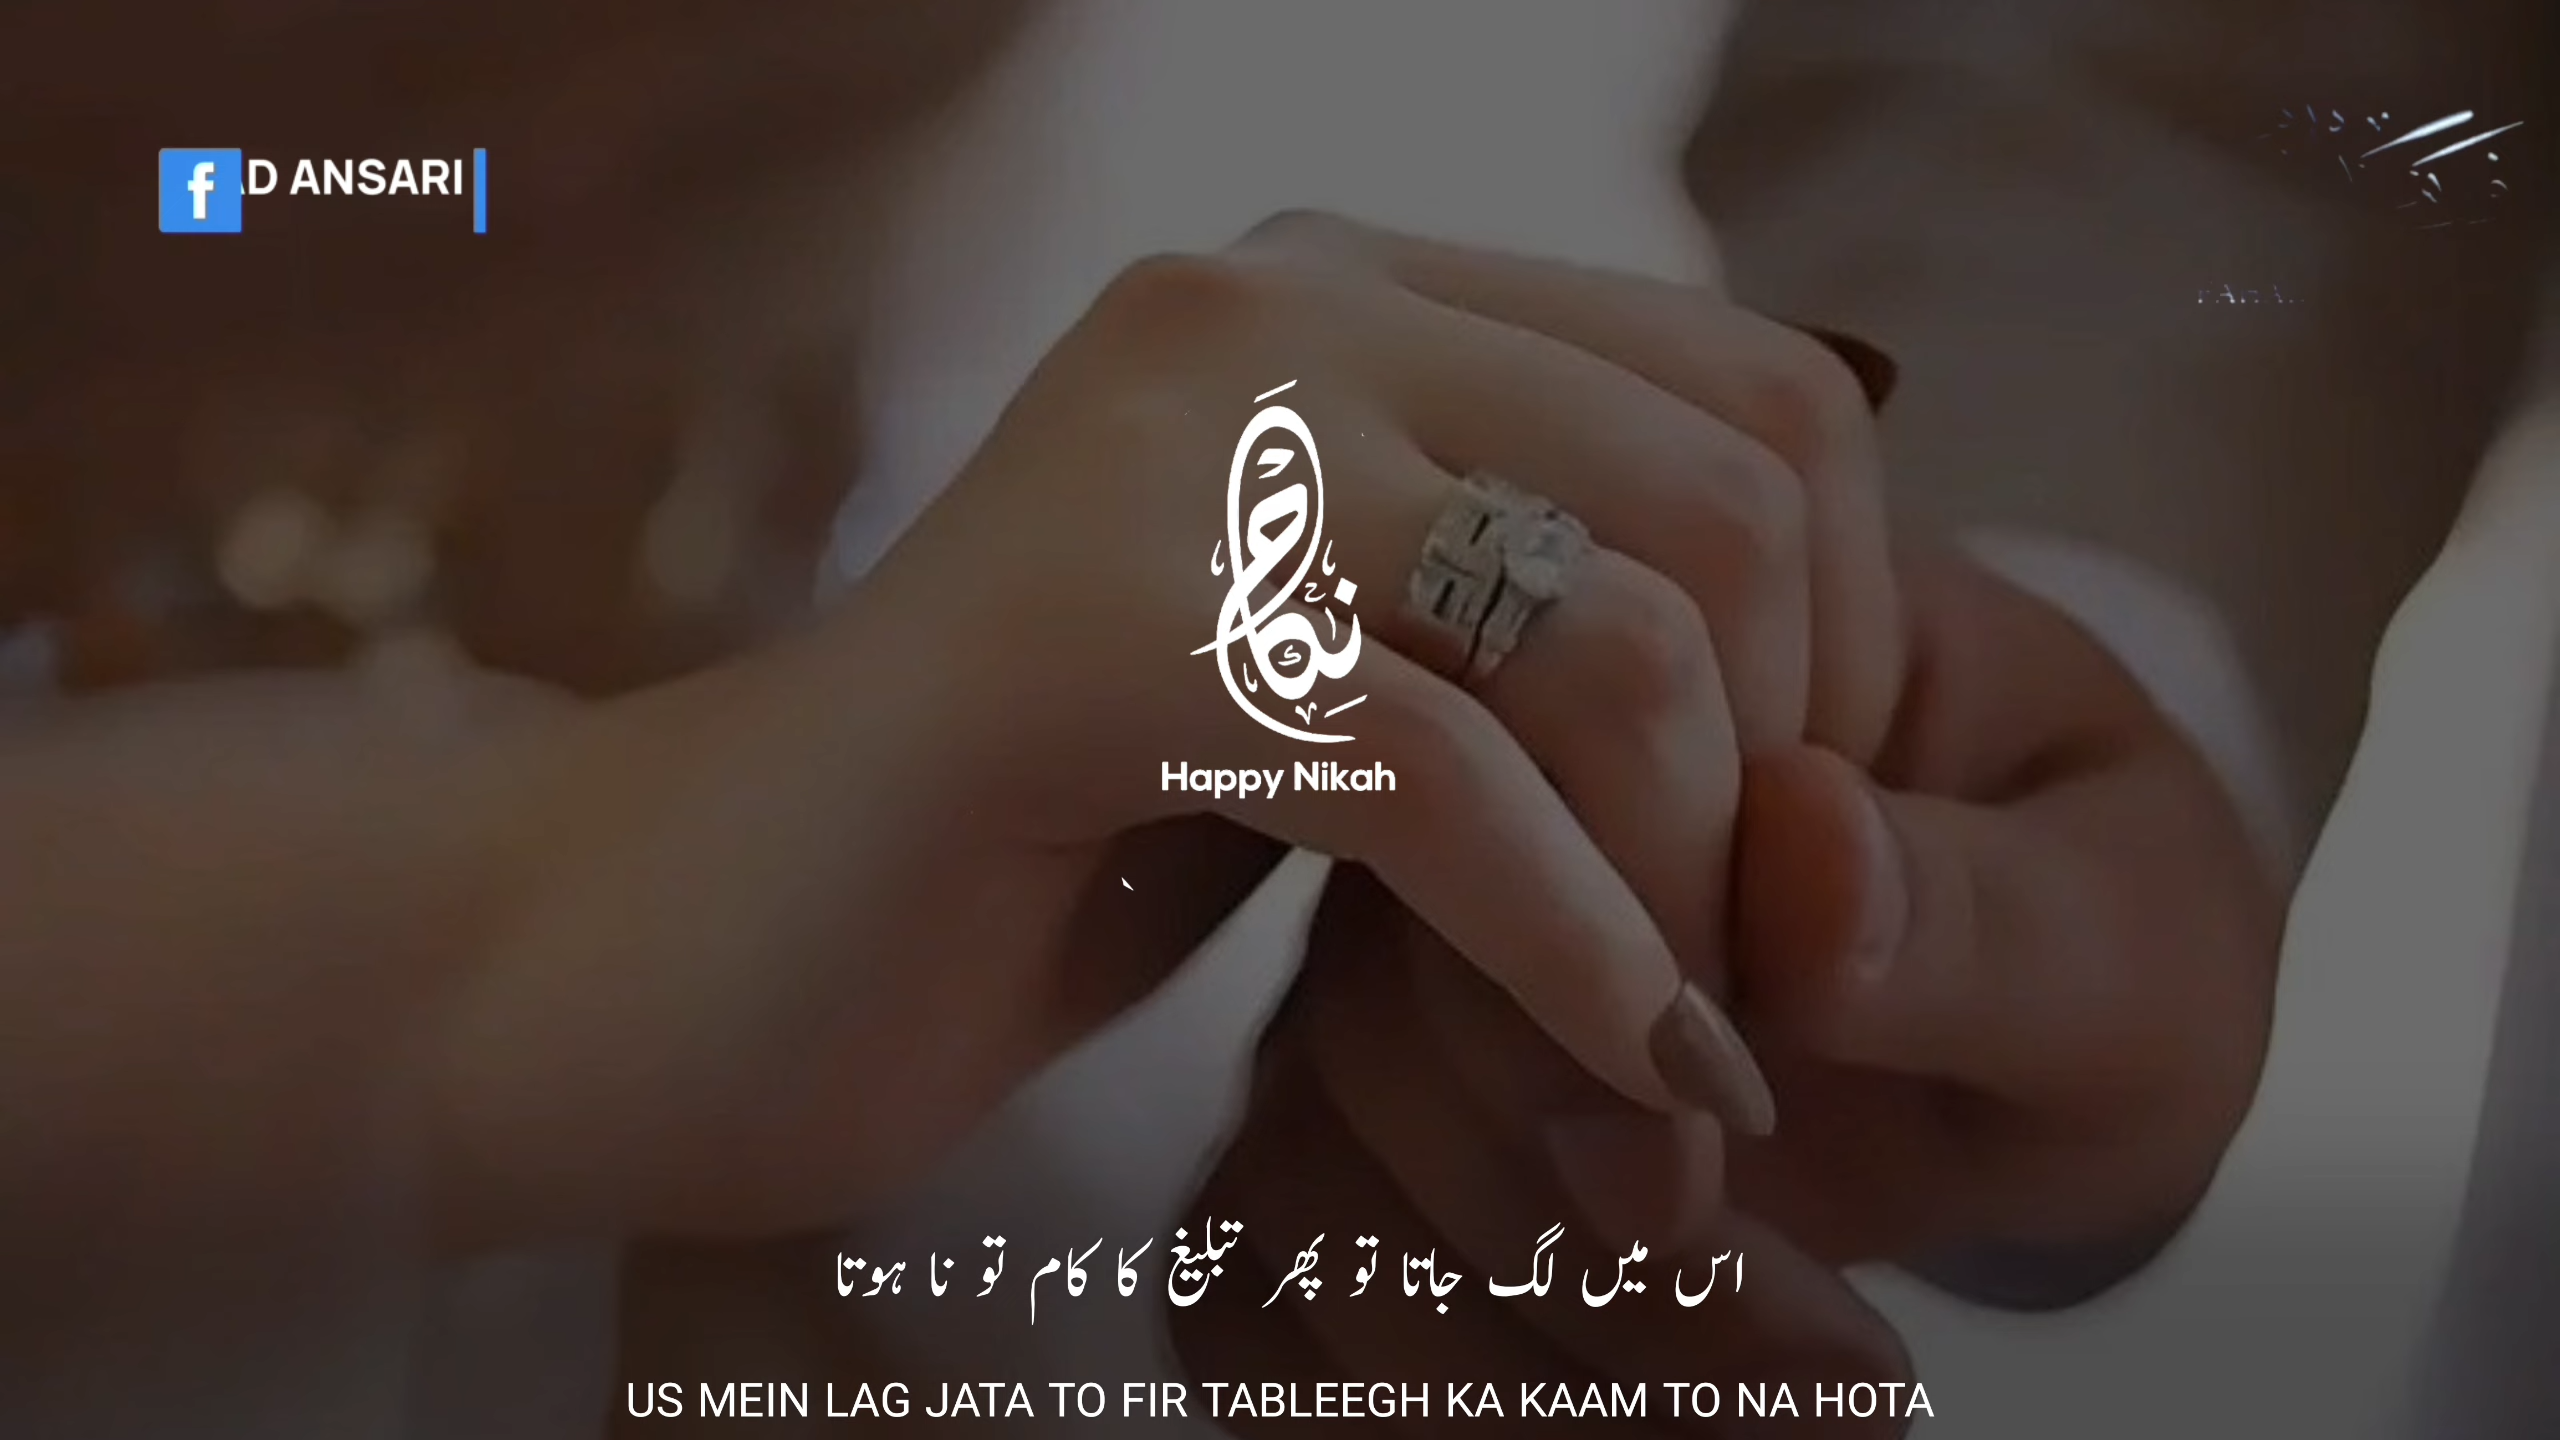 ANSARI
نکاح
Happy Nikah
اس میں لگ جاتا تو پھر تبلیغ کا کام تو نا ہوتا
US MEIN LAG JATA TO FIR TABLEEGH KA KAAM TO NA HOTA